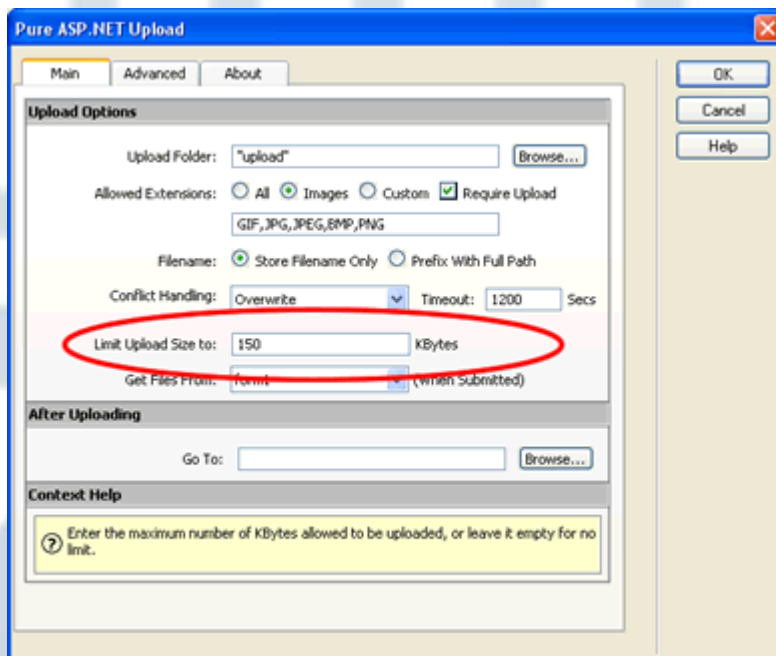 Pure ASP.NET Upload
Main Advanced About
OK
Cancel
Help
Upload Options
Upload Folder: "upload" Browse...
Allowed Extensions: All Images Custom Require Upload
GIF,JPG,JPEG,BMP,PNG
Filename: Store Filename Only Prefix With Full Path
Conflict Handling: Overwrite Timeout: 1200 Secs
Limit Upload Size to: 150 KBytes
Get Files From: form1 (when Submitted)
After Uploading
Go To: Browse...
Context Help
Enter the maximum number of KBytes allowed to be uploaded, or leave it empty for no
limit.